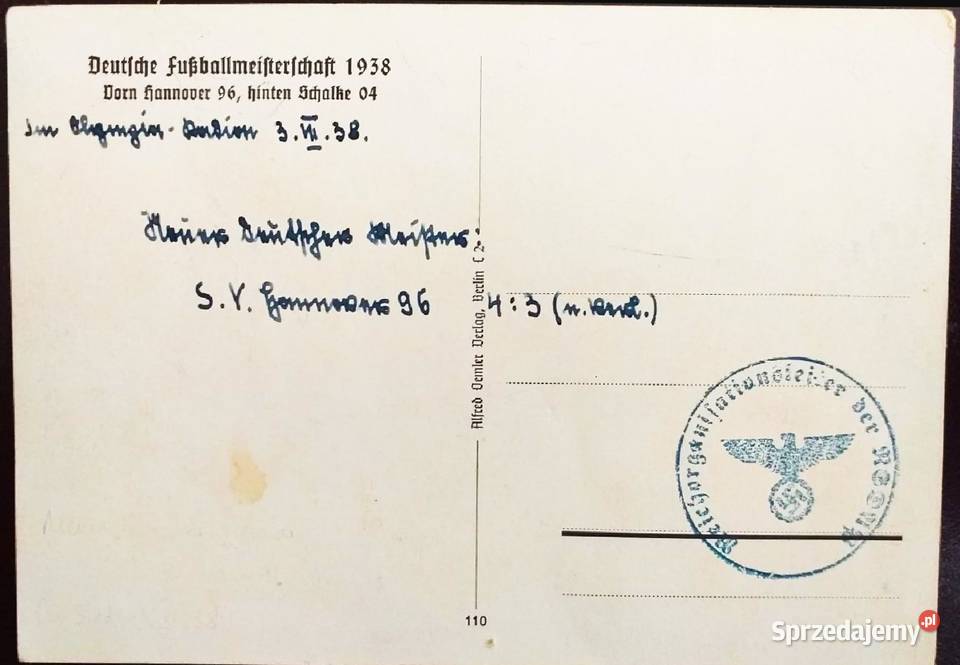 Deutsche Fußballmeisterschaft 1938
Vorn Hannover 96, hinten Schalke 04
Im Olympia-Stadion 3.VII.38.
Neuer Deutscher Meister
S.V. Hannover 96 4:3 (n. Verl.)
Alfred Demler Verlag, Berlin C 2
Reichsorganisationsleiter der NSDAP
110
Sprzedajemy.pl